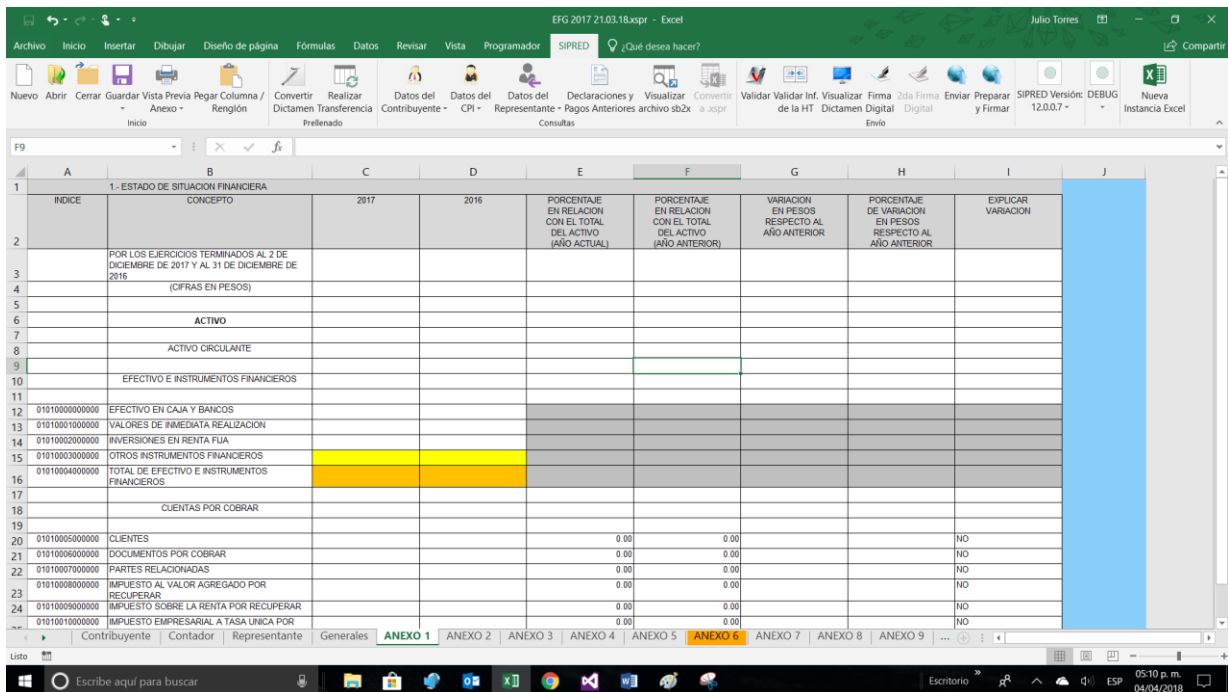 EFG 2017 21.03.18.xspr - Excel
Julio Torres
Archivo Inicio Insertar Dibujar Diseño de página Fórmulas Datos Revisar Vista Programador SIPRED ¿Qué desea hacer? Compartir
Nuevo Abrir Cerrar Guardar Vista Previa Anexo Pegar Columna / Renglón
Convertir Dictamen Realizar Transferencia
Datos del Contribuyente Datos del CPI Datos del Representante Declaraciones y Pagos Anteriores Visualizar archivo sb2x Convertir a .xspr
Validar Validar Inf. de la HT Visualizar Dictamen Firma Digital 2da Firma Digital Enviar Preparar y Firmar
SIPRED Versión: 12.0.0.7 DEBUG Nueva Instancia Excel
Inicio Prellenado Consultas Envío
F9 fx
A B C D E F G H I J
1 1.- ESTADO DE SITUACION FINANCIERA
2 INDICE CONCEPTO 2017 2016 PORCENTAJE EN RELACION CON EL TOTAL DEL ACTIVO (AÑO ACTUAL) PORCENTAJE EN RELACION CON EL TOTAL DEL ACTIVO (AÑO ANTERIOR) VARIACION EN PESOS RESPECTO AL AÑO ANTERIOR PORCENTAJE DE VARIACION EN PESOS RESPECTO AL AÑO ANTERIOR EXPLICAR VARIACION
3 POR LOS EJERCICIOS TERMINADOS AL 2 DE DICIEMBRE DE 2017 Y AL 31 DE DICIEMBRE DE 2016
4 (CIFRAS EN PESOS)
5
6 ACTIVO
7
8 ACTIVO CIRCULANTE
9
10 EFECTIVO E INSTRUMENTOS FINANCIEROS
11
12 01010000000000 EFECTIVO EN CAJA Y BANCOS
13 01010001000000 VALORES DE INMEDIATA REALIZACION
14 01010002000000 INVERSIONES EN RENTA FIJA
15 01010003000000 OTROS INSTRUMENTOS FINANCIEROS
16 01010004000000 TOTAL DE EFECTIVO E INSTRUMENTOS FINANCIEROS
17
18 CUENTAS POR COBRAR
19
20 01010005000000 CLIENTES 0.00 0.00 NO
21 01010006000000 DOCUMENTOS POR COBRAR 0.00 0.00 NO
22 01010007000000 PARTES RELACIONADAS 0.00 0.00 NO
23 01010008000000 IMPUESTO AL VALOR AGREGADO POR RECUPERAR 0.00 0.00 NO
24 01010009000000 IMPUESTO SOBRE LA RENTA POR RECUPERAR 0.00 0.00 NO
01010010000000 IMPUESTO EMPRESARIAL A TASA UNICA POR 0.00 0.00 NO
Contribuyente Contador Representante Generales ANEXO 1 ANEXO 2 ANEXO 3 ANEXO 4 ANEXO 5 ANEXO 6 ANEXO 7 ANEXO 8 ANEXO 9 ...
Listo
Escribe aquí para buscar
Escritorio ESP 05:10 p. m.
04/04/2018